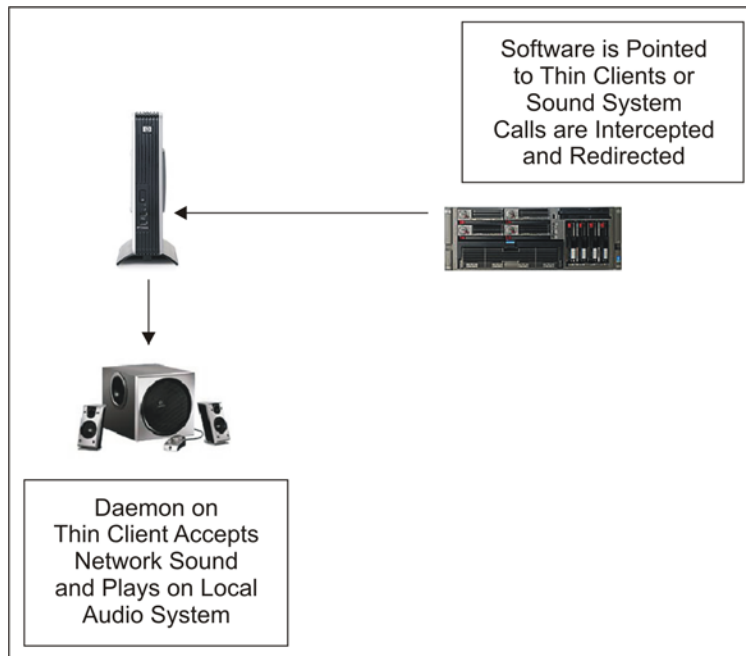 Software is Pointed
to Thin Clients or
Sound System
Calls are Intercepted
and Redirected
hp
Daemon on
Thin Client Accepts
Network Sound
and Plays on Local
Audio System